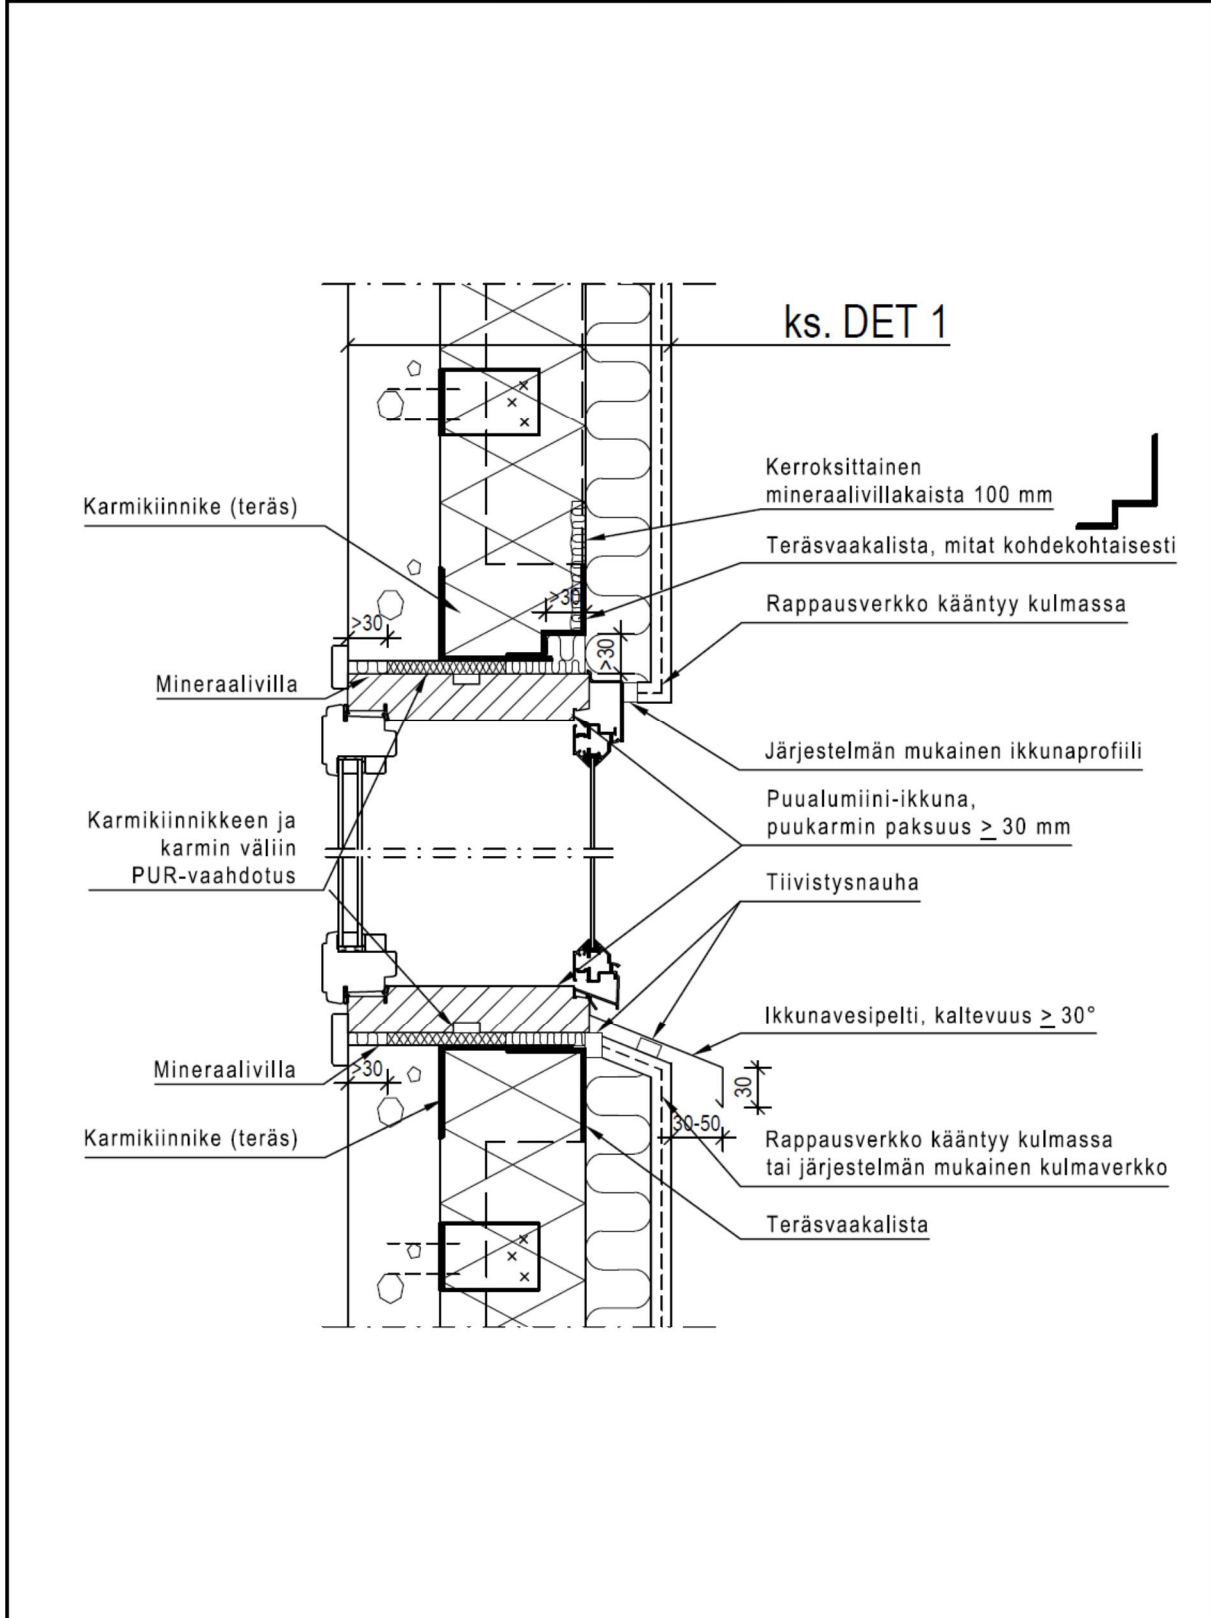 ks. DET 1
Kerroksittainen
mineraalivillakaista 100 mm
Karmikiinnike (teräs)
Teräsvaakalista, mitat kohdekohtaisesti
>30
Rappausverkko kääntyy kulmassa
>30
>30
Mineraalivilla
Järjestelmän mukainen ikkunaprofiili
Puualumiini-ikkuna,
puukarmin paksuus ≥ 30 mm
Karmikiinnikkeen ja
karmin väliin
PUR-vaahdotus
Tiivistysnauha
Ikkunavesipelti, kaltevuus ≥ 30°
Mineraalivilla
>30
30
30-50
Karmikiinnike (teräs)
Rappausverkko kääntyy kulmassa
tai järjestelmän mukainen kulmaverkko
Teräsvaakalista